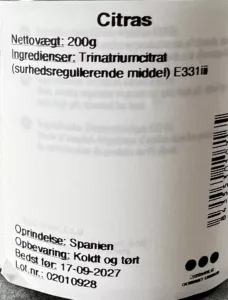 Citras
Nettovægt: 200g
Ingredienser: Trinatriumcitrat
(surhedsregullerende middel) E331iii
Oprindelse: Spanien
Opbevaring: Koldt og tørt
Bedst før: 17-09-2027
Lot.nr.: 02010928